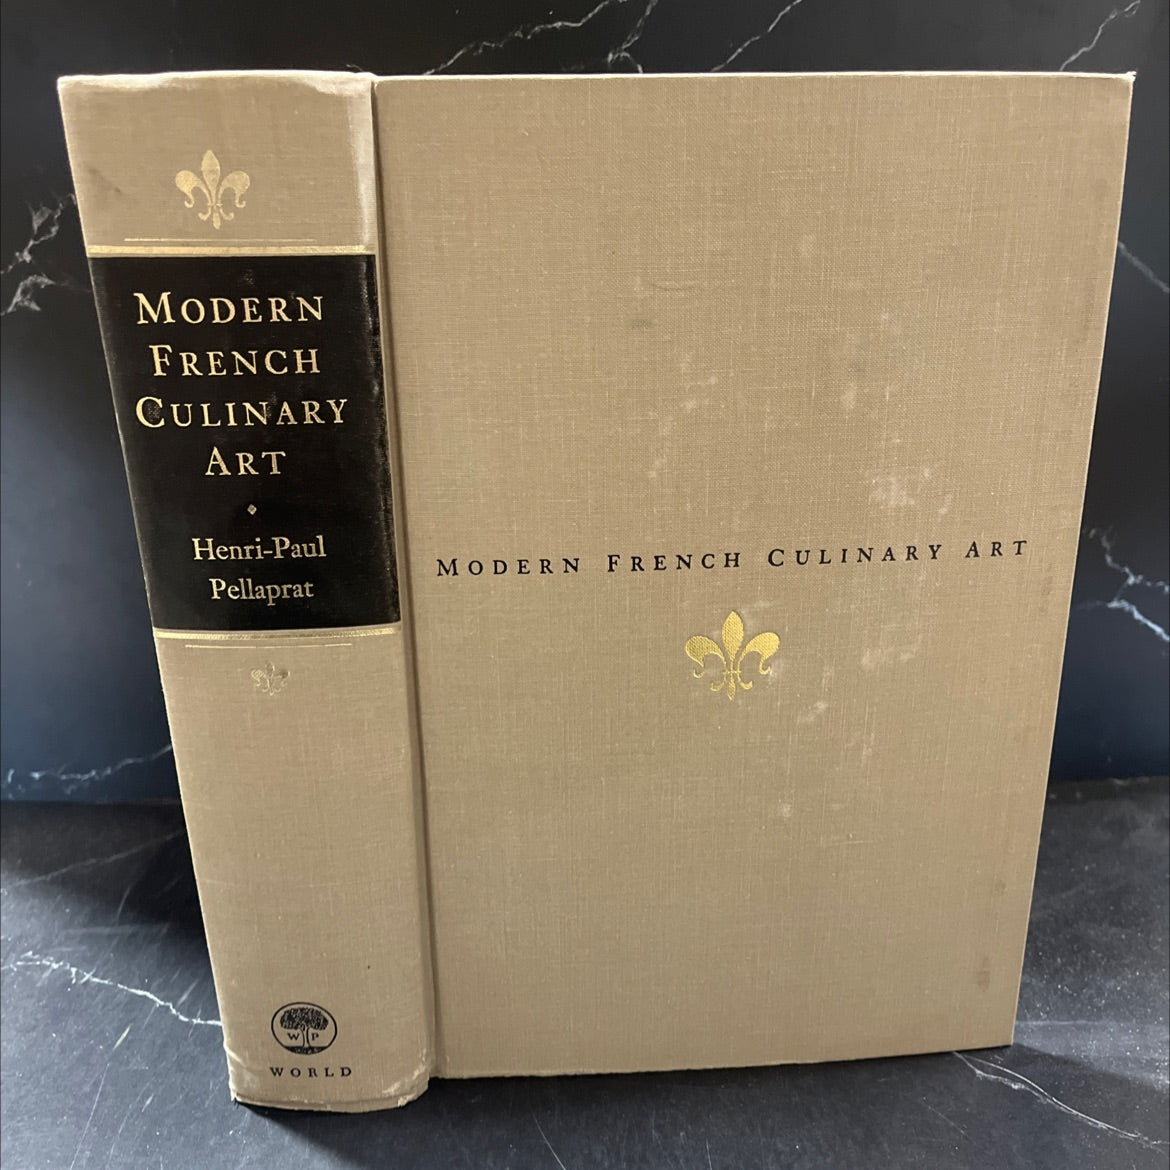 MODERN
FRENCH
CULINARY
ART
Henri-Paul
Pellaprat
W P
WORLD
MODERN FRENCH CULINARY ART